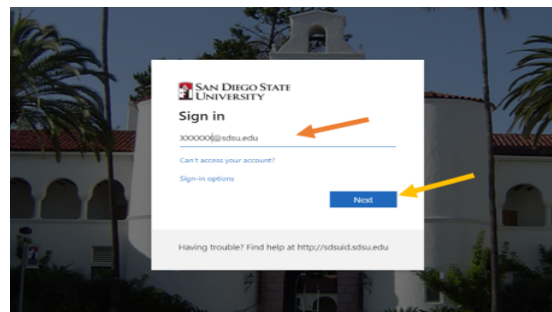 SAN DIEGO STATE
UNIVERSITY
Sign in
XXXXXX@sdsu.edu
Can't access your account?
Sign-in options
Next
Having trouble? Find help at http://sdsuid.sdsu.edu